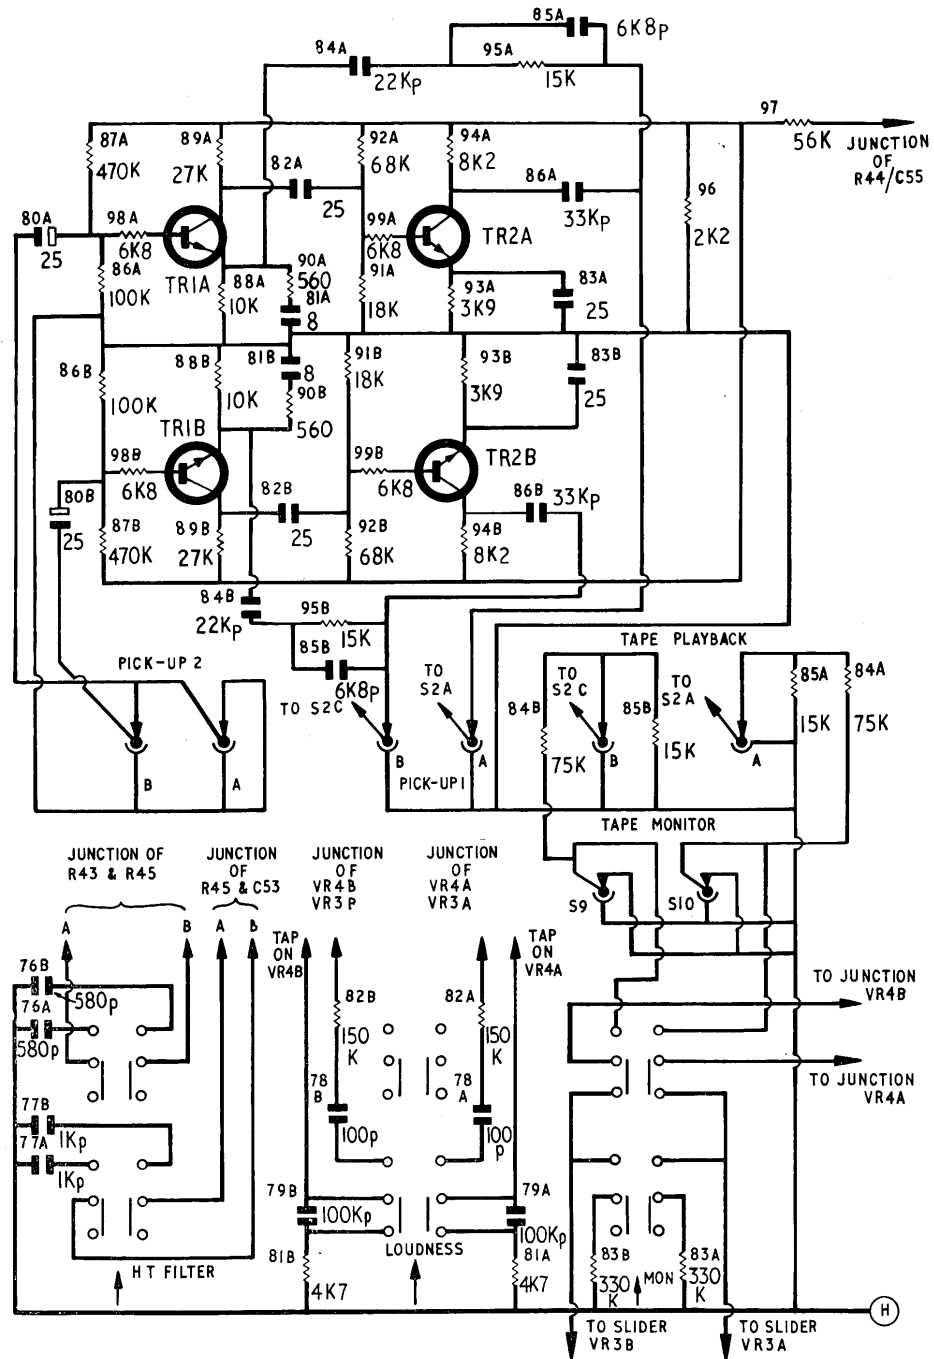 85A
6K8p
84A
95A
22Kp
15K
97
56K
JUNCTION
OF
R44/C55
87A
470K
89A
27K
82A
25
92A
68K
94A
8K2
86A
33Kp
96
2K2
80A
25
98A
6K8
TR1A
99A
6K8
TR2A
86A
100K
88A
10K
90A
560
81A
8
91A
18K
93A
3K9
83A
25
86B
100K
88B
10K
81B
8
90B
560
91B
18K
93B
3K9
83B
25
TR1B
98B
6K8
99B
6K8
TR2B
80B
25
87B
470K
89B
27K
82B
25
92B
68K
86B
33Kp
94B
8K2
84B
22Kp
95B
15K
85B
6K8p
PICK-UP 2
TO S2C
TO
S2A
TAPE PLAYBACK
84B
75K
TO
S2C
85B
15K
TO
S2A
85A
15K
84A
75K
B
A
B
PICK-UP 1
A
B
A
TAPE MONITOR
JUNCTION OF
R43 & R45
JUNCTION
OF
R45 & C53
JUNCTION
OF
VR4B
VR3P
JUNCTION
OF
VR4A
VR3A
S9
S10
A
B
A
B
TAP
ON
VR4B
TAP
ON
VR4A
76B
580p
76A
580p
82B
150
K
82A
150
K
TO JUNCTION
VR4B
TO JUNCTION
VR4A
77B
1Kp
77A
1Kp
78
B
100p
78
A
100
p
79B
100Kp
79A
100Kp
LOUDNESS
81B
4K7
81A
4K7
83B
330
K
83A
330
K
MON
HT FILTER
H
TO SLIDER
VR3B
TO SLIDER
VR3A